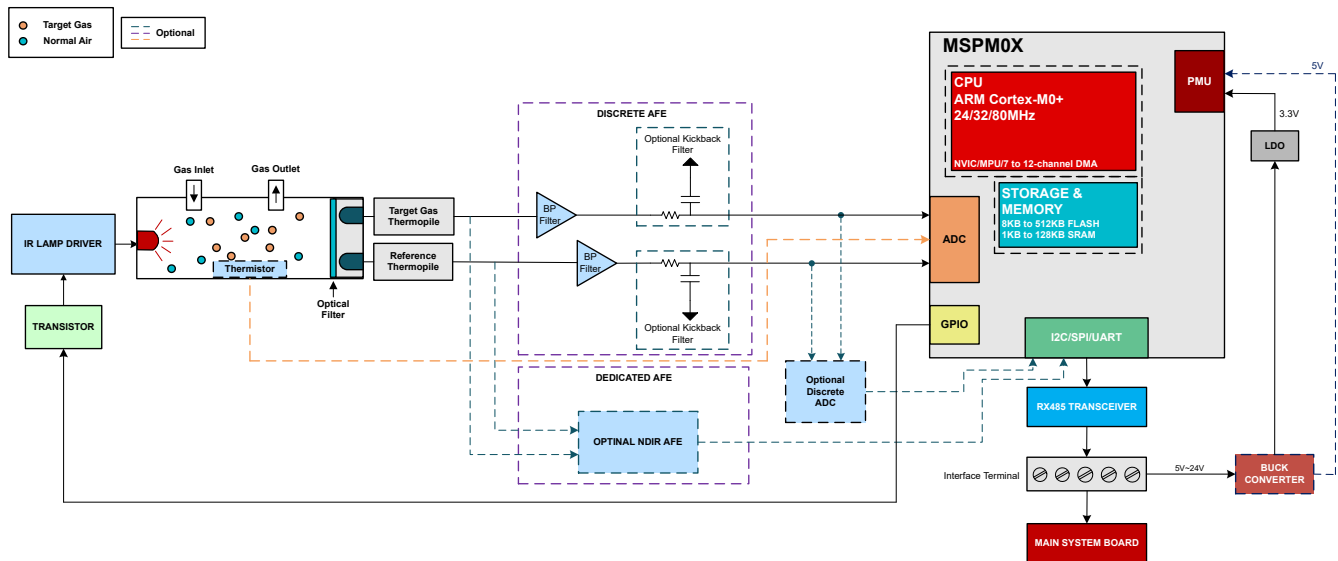 Target Gas
Normal Air
Optional
MSPM0X
CPU
ARM Cortex-M0+
24/32/80MHz
NVIC/MPU/7 to 12-channel DMA
PMU
5V
3.3V
LDO
STORAGE &
MEMORY
8KB to 512KB FLASH
1KB to 128KB SRAM
DISCRETE AFE
Optional Kickback
Filter
Gas Inlet
Gas Outlet
IR LAMP DRIVER
Target Gas
Thermopile
BP
Filter
ADC
Reference
Thermopile
BP
Filter
Thermistor
Optical
Filter
TRANSISTOR
Optional Kickback
Filter
GPIO
I2C/SPI/UART
DEDICATED AFE
Optional
Discrete
ADC
OPTINAL NDIR AFE
RX485 TRANSCEIVER
Interface Terminal
5V~24V
BUCK
CONVERTER
MAIN SYSTEM BOARD